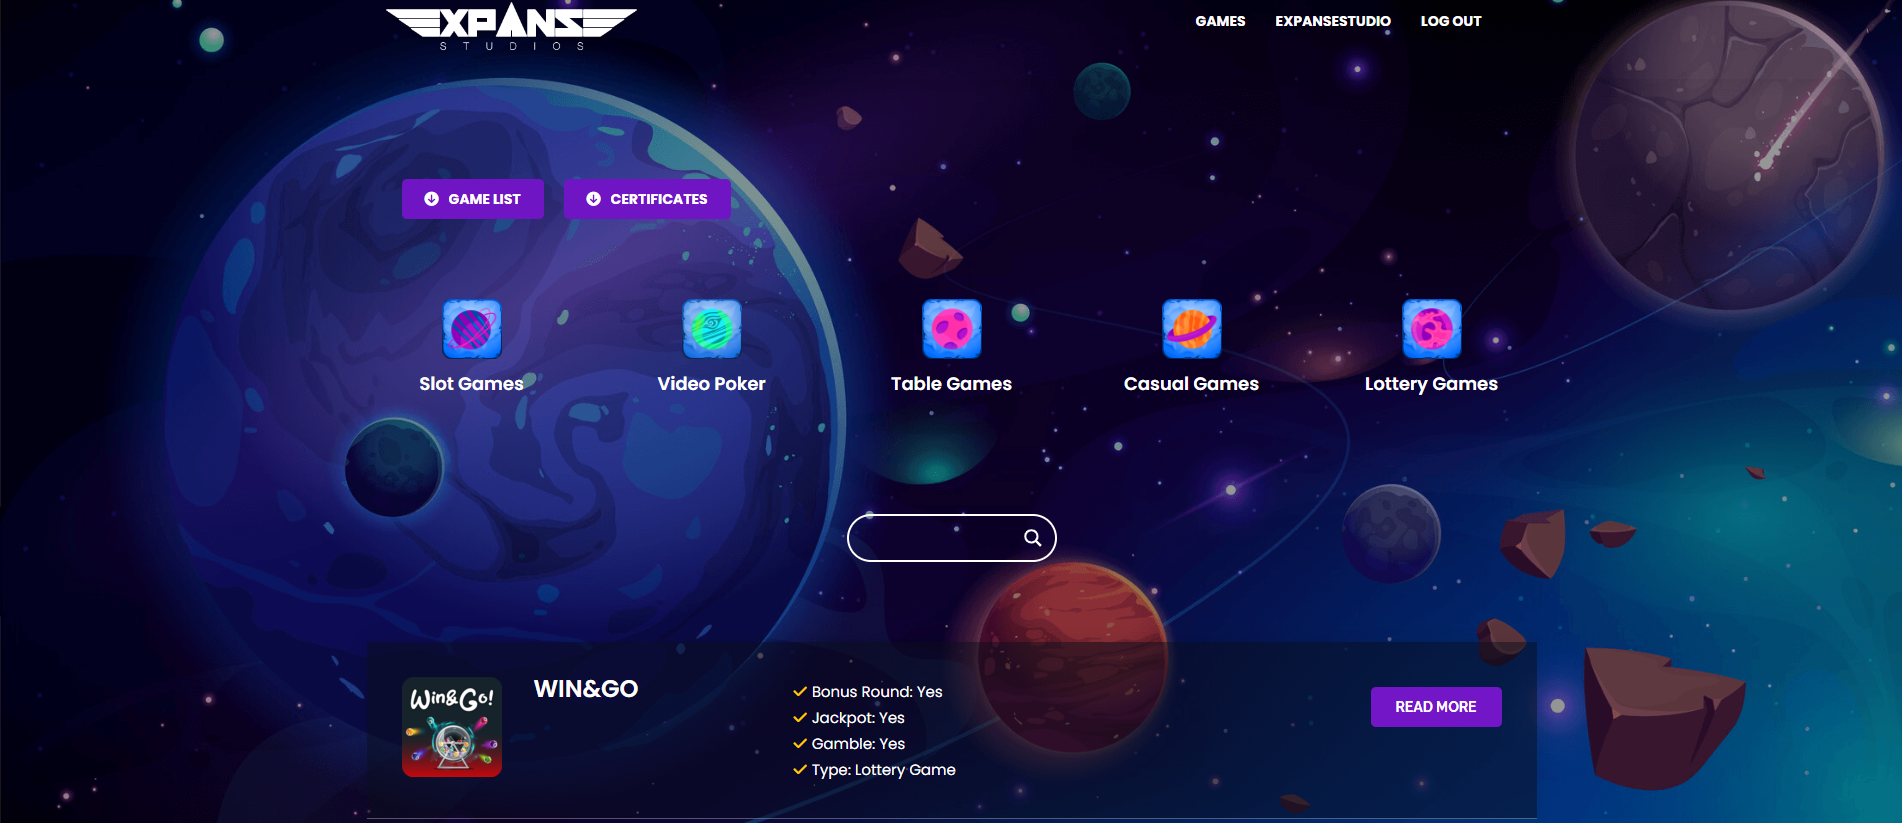 EXPANSE
STUDIOS
GAMES
EXPANSESTUDIO
LOG OUT
GAME LIST
CERTIFICATES
Slot Games
Video Poker
Table Games
Casual Games
Lottery Games
Win&Go!
WIN&GO
Bonus Round: Yes
Jackpot: Yes
Gamble: Yes
Type: Lottery Game
READ MORE